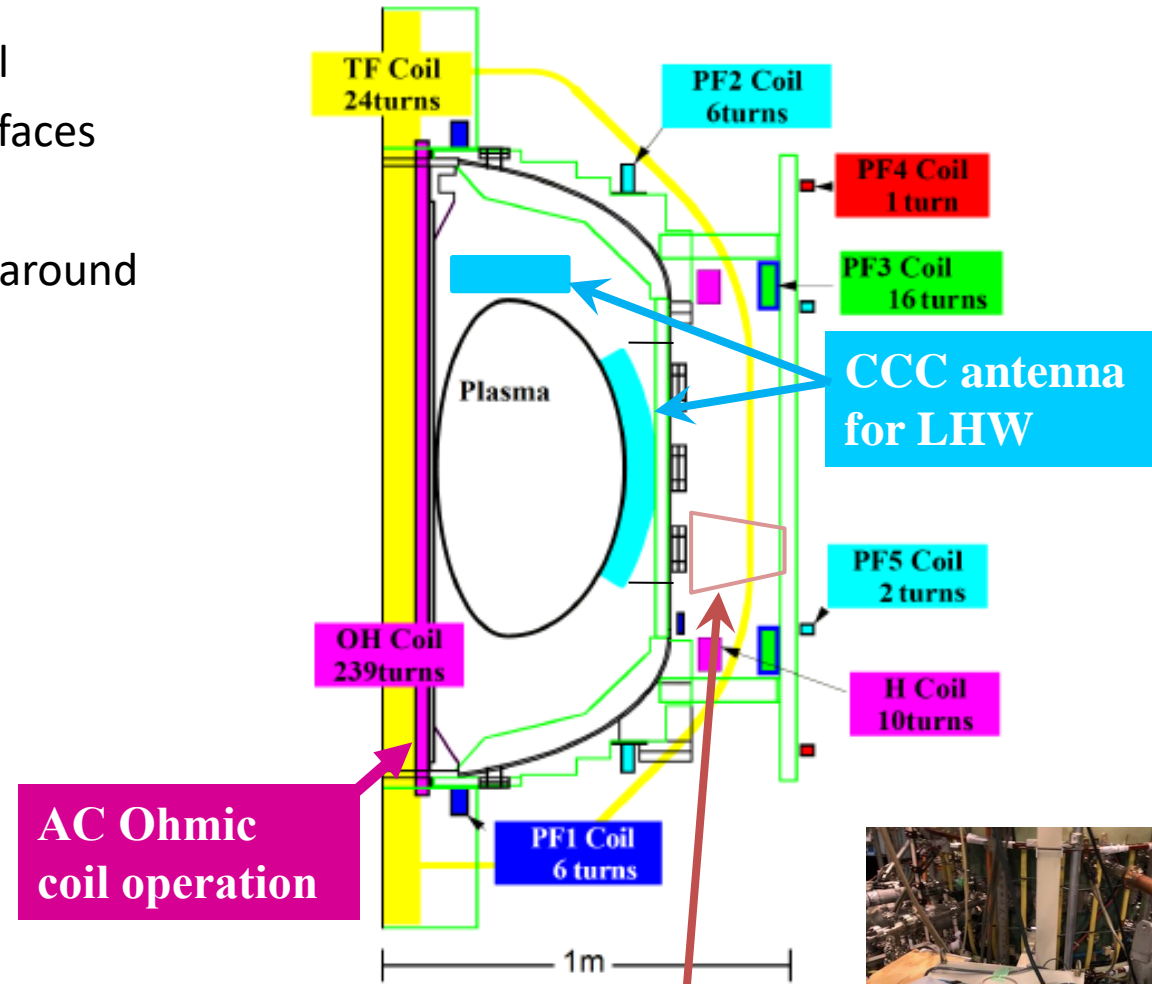 l
faces
around
TF Coil
24turns
PF2 Coil
6turns
PF4 Coil
1 turn
PF3 Coil
16 turns
CCC antenna
for LHW
Plasma
PF5 Coil
2 turns
OH Coil
239turns
H Coil
10turns
AC Ohmic
coil operation
PF1 Coil
6 turns
1m